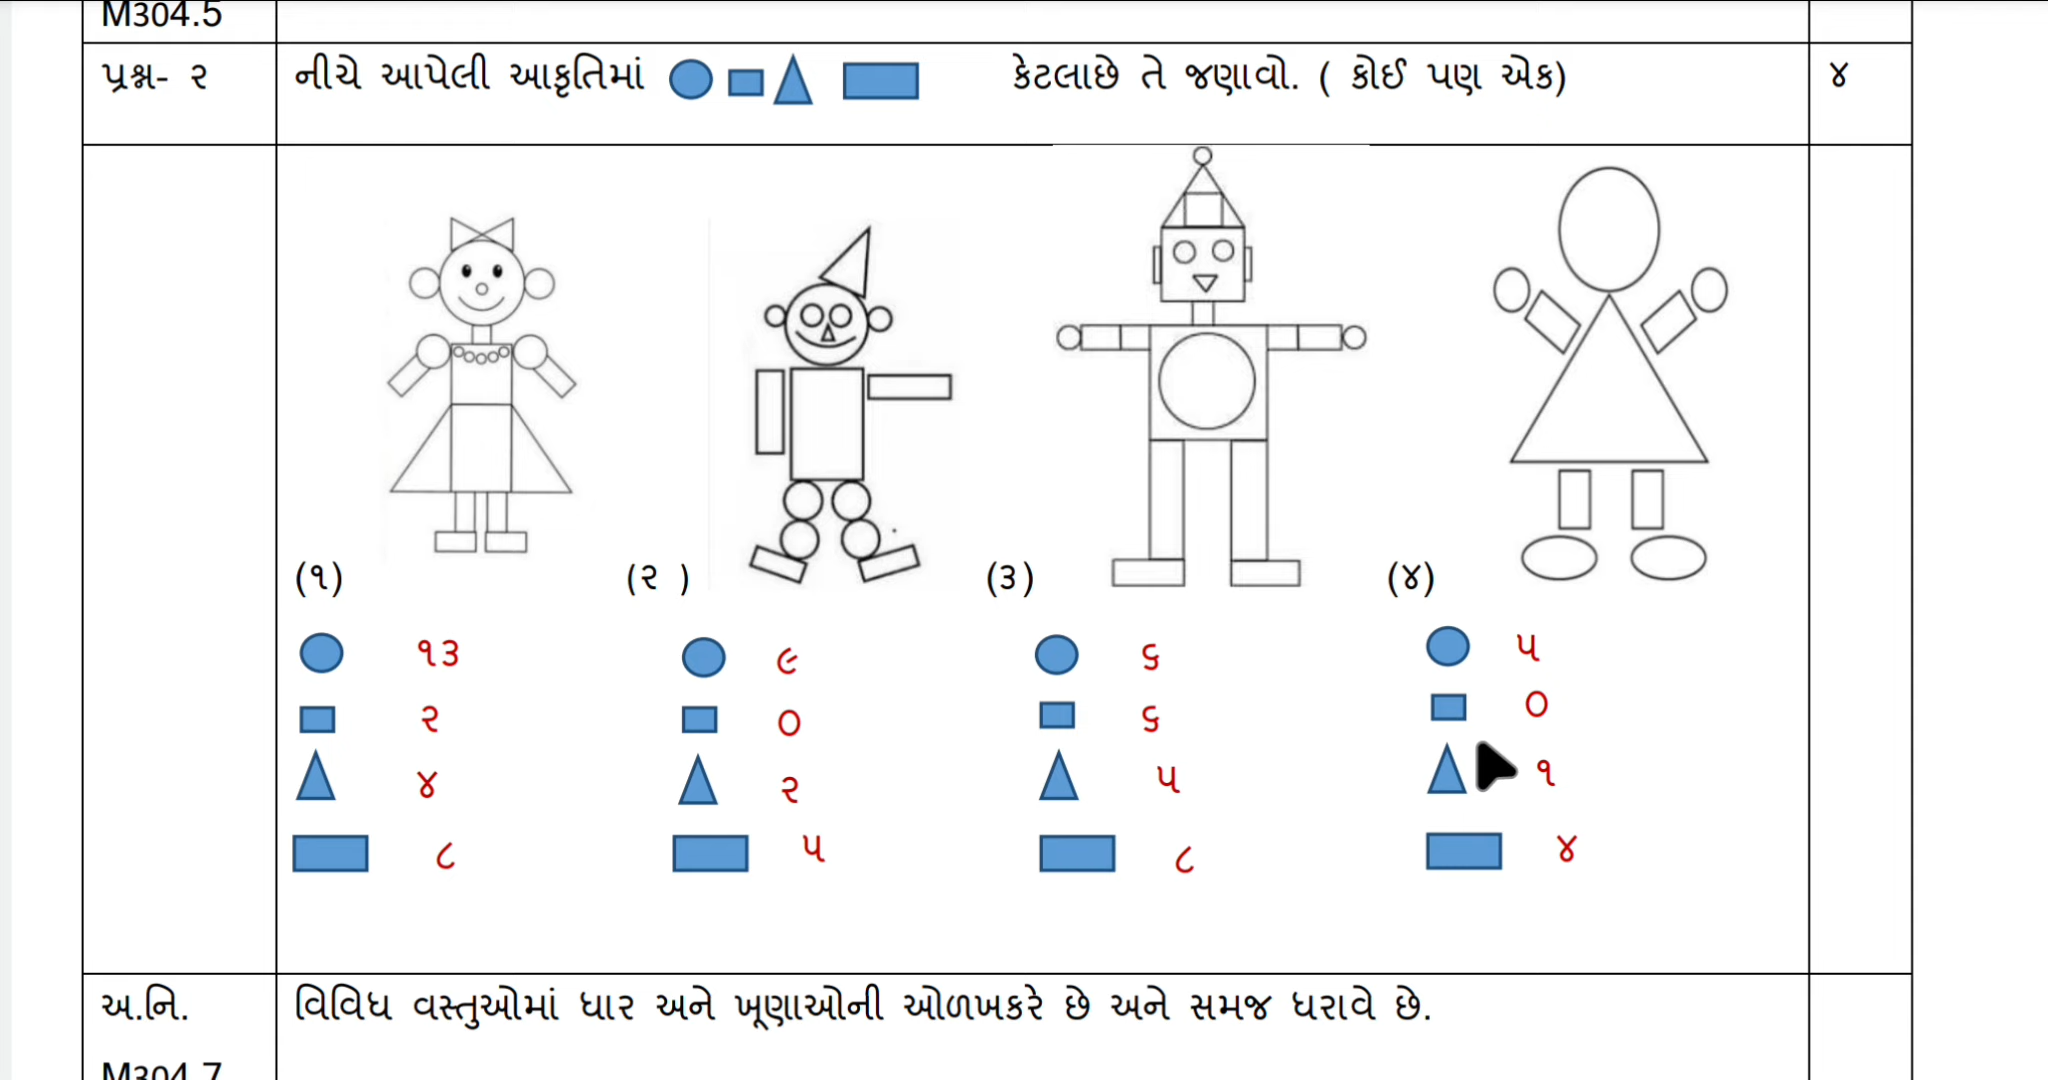 M304.5
પ્રશ્ન- ૨ નીચે આપેલી આકૃતિમાં કેટલાછે તે જણાવો. ( કોઈ પણ એક) ૪
(૧) (૨ ) (૩) (૪)
૧૩ ૯ ૬ ૫
૨ ૦ ૬ ૦
૪ ૨ ૫ ૧
૮ ૫ ૮ ૪
અ.નિ. વિવિધ વસ્તુઓમાં ધાર અને ખૂણાઓની ઓળખકરે છે અને સમજ ધરાવે છે.
M304.7